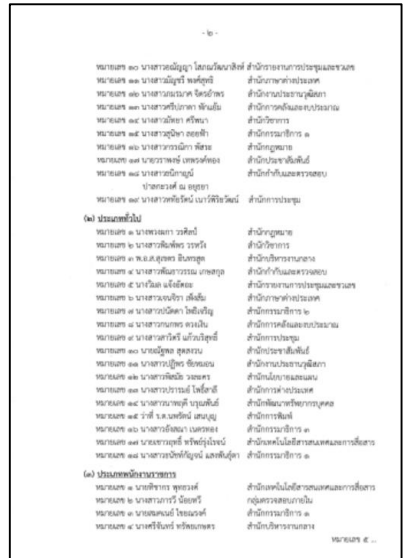 - ๒ -
หมายเลข ๑๐ นางสาวอณัญญา โสภณวัฒนาสิงห์ สำนักรายงานการประชุมและชวเลข
หมายเลข ๑๑ นางสาวมัญชรี พงศ์สุทธิ สำนักภาษาต่างประเทศ
หมายเลข ๑๒ นางสาวกมรมาศ จิตรอำพร สำนักงานประธานวุฒิสภา
หมายเลข ๑๓ นางสาวศรีปภาดา พักแย้ม สำนักการคลังและงบประมาณ
หมายเลข ๑๔ นางสาวมัทยา ศรีพนา สำนักวิชาการ
หมายเลข ๑๕ นางสาวสุนิษา ลอยฟ้า สำนักกรรมาธิการ ๑
หมายเลข ๑๖ นางสาวกรรณิกา พัสระ สำนักกฎหมาย
หมายเลข ๑๗ นายวราพงษ์ เทพรงค์ทอง สำนักประชาสัมพันธ์
หมายเลข ๑๘ นางสาวชนิกาญน์ สำนักกำกับและตรวจสอบ
ปาลกะวงศ์ ณ อยุธยา
หมายเลข ๑๙ นางสาวหทัยรัตน์ เนาว์พิริยวัฒน์ สำนักการประชุม
(๒) ประเภททั่วไป
หมายเลข ๑ นางพวงผกา วรศิลป์ สำนักกฎหมาย
หมายเลข ๒ นางสาวพิมพ์พร วรหวัง สำนักวิชาการ
หมายเลข ๓ พ.อ.ต.สุรเชตร อินทรสูต สำนักบริหารงานกลาง
หมายเลข ๔ นางสาวพัณณวรรณ เกษสกุล สำนักกำกับและตรวจสอบ
หมายเลข ๕ นางวิมล แจ้งอัตถะ สำนักรายงานการประชุมและชวเลข
หมายเลข ๖ นางสาวเจนจิรา เพ็งส้ม สำนักภาษาต่างประเทศ
หมายเลข ๗ นางสาวปนัดดา โพธิ์เจริญ สำนักกรรมาธิการ ๒
หมายเลข ๘ นางสาวกนกพร ดวงเงิน สำนักการคลังและงบประมาณ
หมายเลข ๙ นางสาวสาวิตรี แก้วบริสุทธิ์ สำนักการประชุม
หมายเลข ๑๐ นายณัฐพล สุดสงวน สำนักประชาสัมพันธ์
หมายเลข ๑๑ นางสาวปฏิพร ชัยหมอน สำนักงานประธานวุฒิสภา
หมายเลข ๑๒ นางสาวพิสมัย วงษะคร สำนักนโยบายและแผน
หมายเลข ๑๓ นางสาวปรารมย์ โพธิ์สาลี สำนักการต่างประเทศ
หมายเลข ๑๔ นางสาวนาฤดี บรุณพันธ์ สำนักพัฒนาทรัพยากรบุคคล
หมายเลข ๑๕ ว่าที่ ร.ต.นพรัตน์ เสนบุญ สำนักการพิมพ์
หมายเลข ๑๖ นางสาวอังคณา เนตรทอง สำนักกรรมาธิการ ๓
หมายเลข ๑๗ นายเชาวฤทธิ์ ทรัพย์รุ่งโรจน์ สำนักเทคโนโลยีสารสนเทศและการสื่อสาร
หมายเลข ๑๘ นางสาวธนัชท์กัญจน์ แสงพันธุ์ตา สำนักกรรมาธิการ ๑
(๓) ประเภทพนักงานราชการ
หมายเลข ๑ นายทิชากร พุทธวงศ์ สำนักเทคโนโลยีสารสนเทศและการสื่อสาร
หมายเลข ๒ นางสาวภารวี น้อยทวี กลุ่มตรวจสอบภายใน
หมายเลข ๓ นายสมคเนย์ ไชยณรงค์ สำนักกรรมาธิการ ๑
หมายเลข ๔ นางศรีจันทร์ ทรัพย์เกษตร สำนักบริหารงานกลาง
หมายเลข ๕ ...